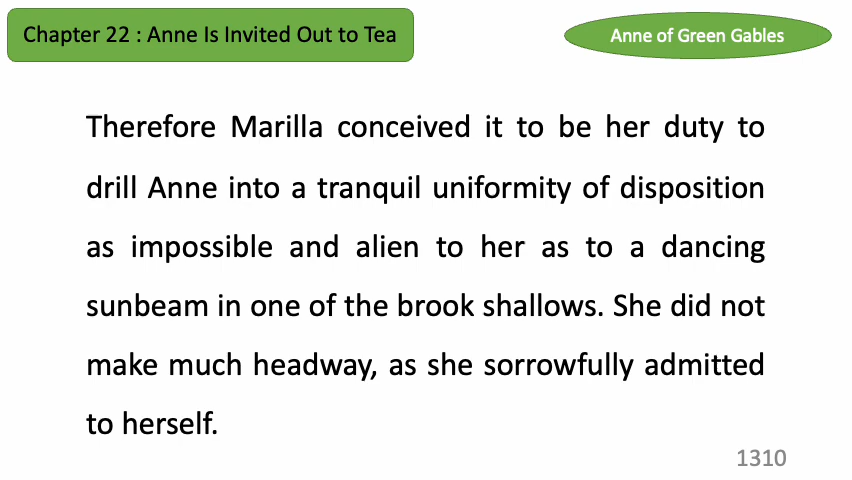 Chapter 22 : Anne Is Invited Out to Tea
Anne of Green Gables
Therefore Marilla conceived it to be her duty to
drill Anne into a tranquil uniformity of disposition
as impossible and alien to her as to a dancing
sunbeam in one of the brook shallows. She did not
make much headway, as she sorrowfully admitted
to herself.
1310